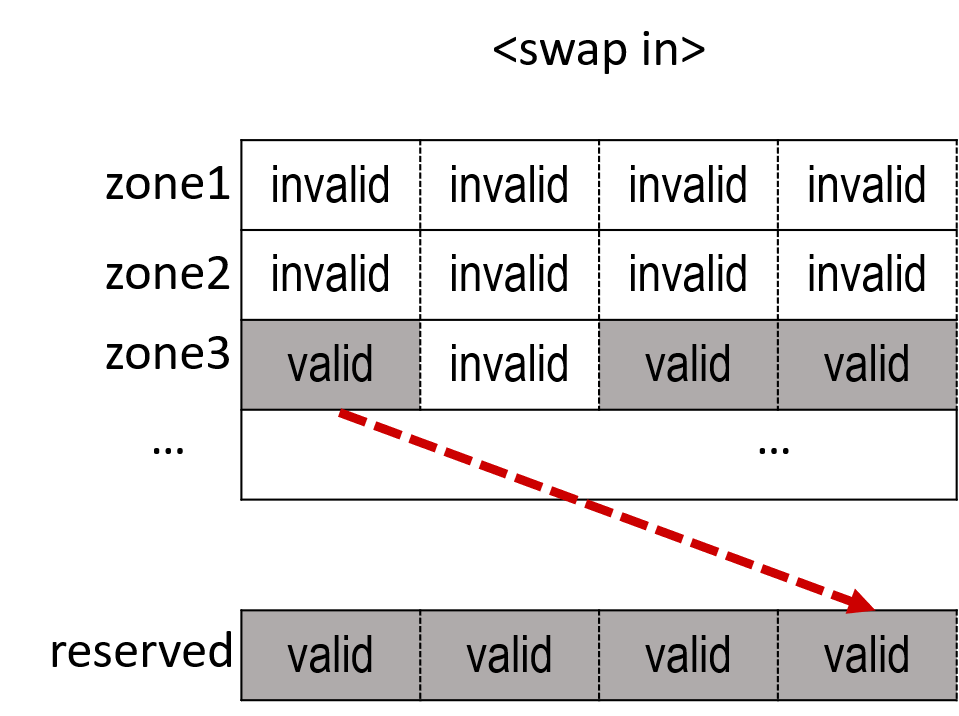 <swap in>
zone1 invalid invalid invalid invalid
zone2 invalid invalid invalid invalid
zone3 valid invalid valid valid
... ...
reserved valid valid valid valid